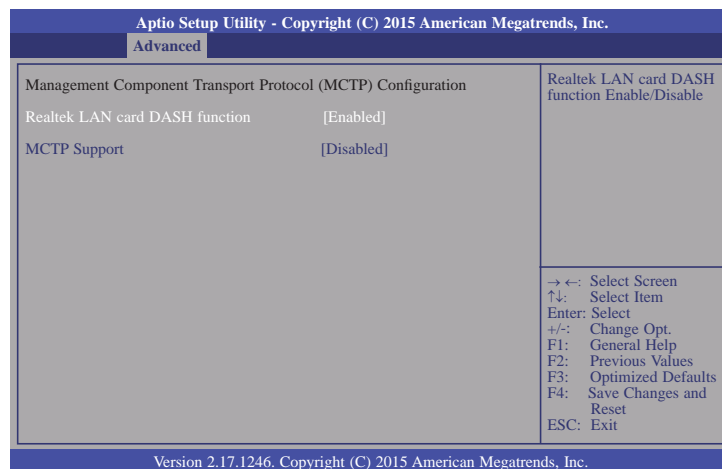 Aptio Setup Utility - Copyright (C) 2015 American Megatrends, Inc.
Advanced
Management Component Transport Protocol (MCTP) Configuration
Realtek LAN card DASH function [Enabled]
MCTP Support [Disabled]
Realtek LAN card DASH
function Enable/Disable
→←: Select Screen
↑↓: Select Item
Enter: Select
+/-: Change Opt.
F1: General Help
F2: Previous Values
F3: Optimized Defaults
F4: Save Changes and
Reset
ESC: Exit
Version 2.17.1246. Copyright (C) 2015 American Megatrends, Inc.